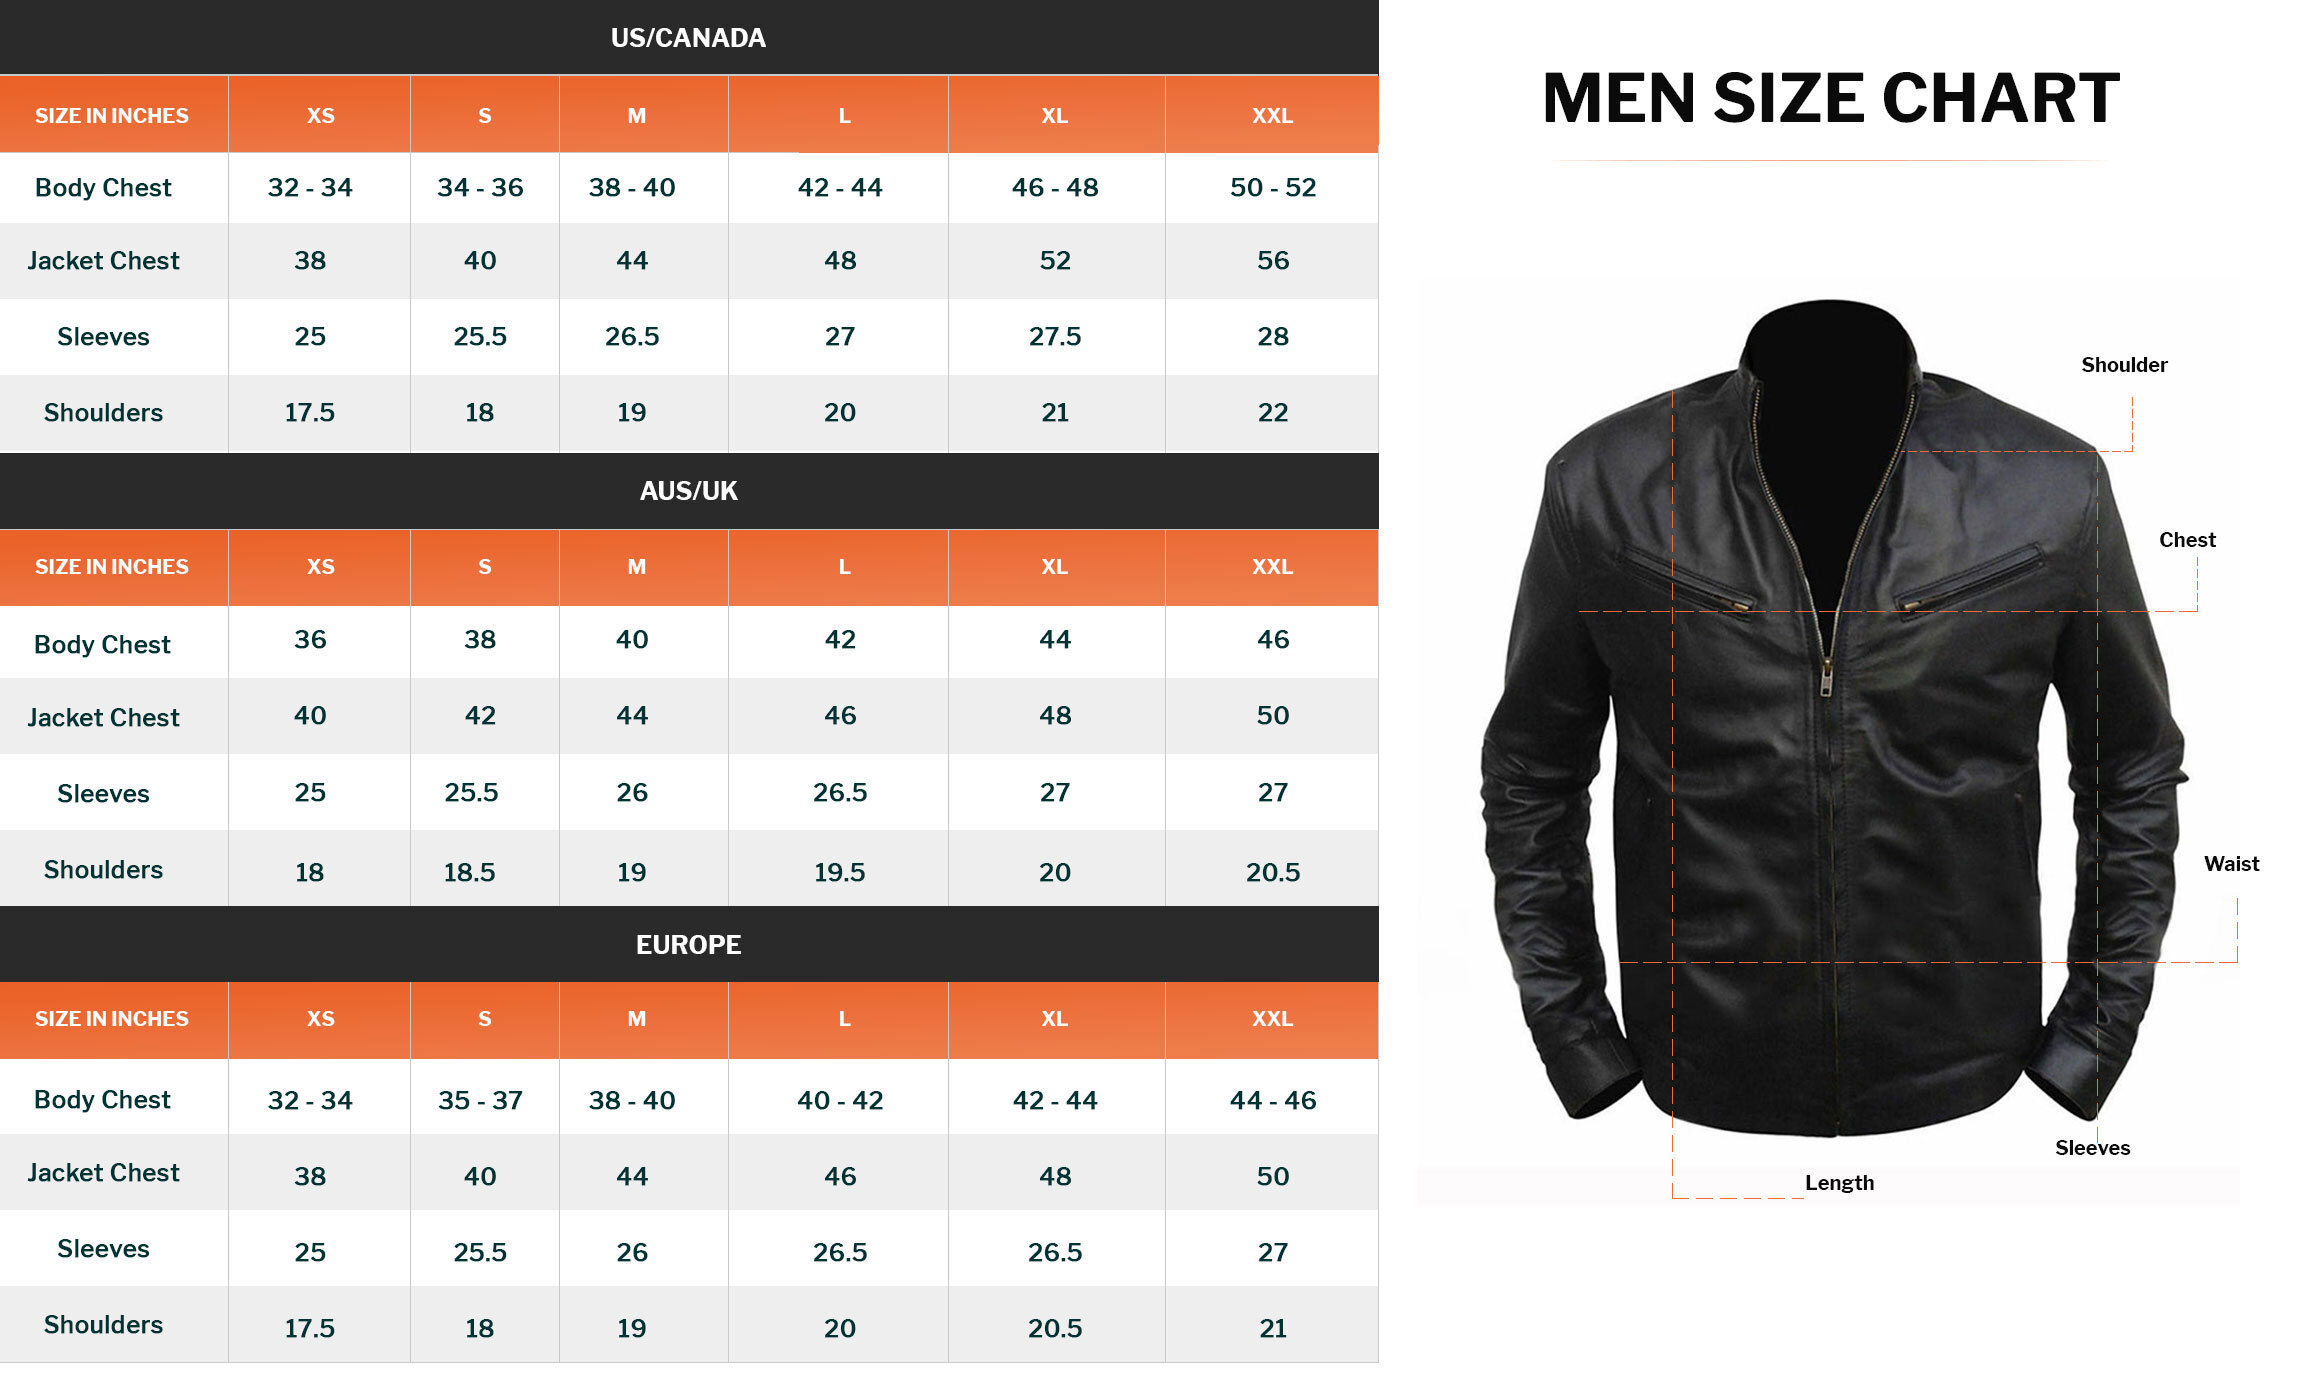 US/CANADA
SIZE IN INCHES XS S M L XL XXL
Body Chest 32 - 34 34 - 36 38 - 40 42 - 44 46 - 48 50 - 52
Jacket Chest 38 40 44 48 52 56
Sleeves 25 25.5 26.5 27 27.5 28
Shoulders 17.5 18 19 20 21 22
AUS/UK
SIZE IN INCHES XS S M L XL XXL
Body Chest 36 38 40 42 44 46
Jacket Chest 40 42 44 46 48 50
Sleeves 25 25.5 26 26.5 27 27
Shoulders 18 18.5 19 19.5 20 20.5
EUROPE
SIZE IN INCHES XS S M L XL XXL
Body Chest 32 - 34 35 - 37 38 - 40 40 - 42 42 - 44 44 - 46
Jacket Chest 38 40 44 46 48 50
Sleeves 25 25.5 26 26.5 26.5 27
Shoulders 17.5 18 19 20 20.5 21
MEN SIZE CHART
Shoulder
Chest
Waist
Sleeves
Length